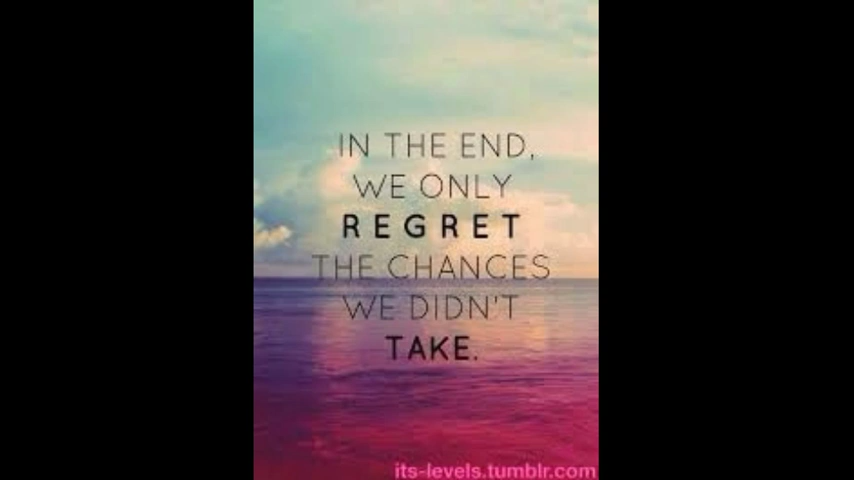 IN THE END,
WE ONLY
REGRET
THE CHANCES
WE DIDN'T
TAKE.
its-levels.tumblr.com